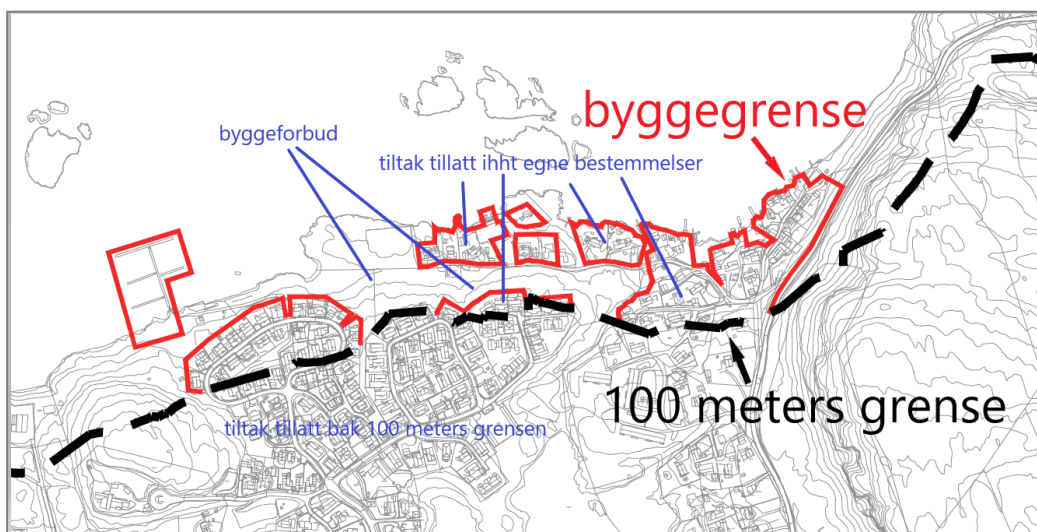 byggegrense
byggeforbud
tiltak tillatt ihht egne bestemmelser
100 meters grense
tiltak tillatt bak 100 meters grensen